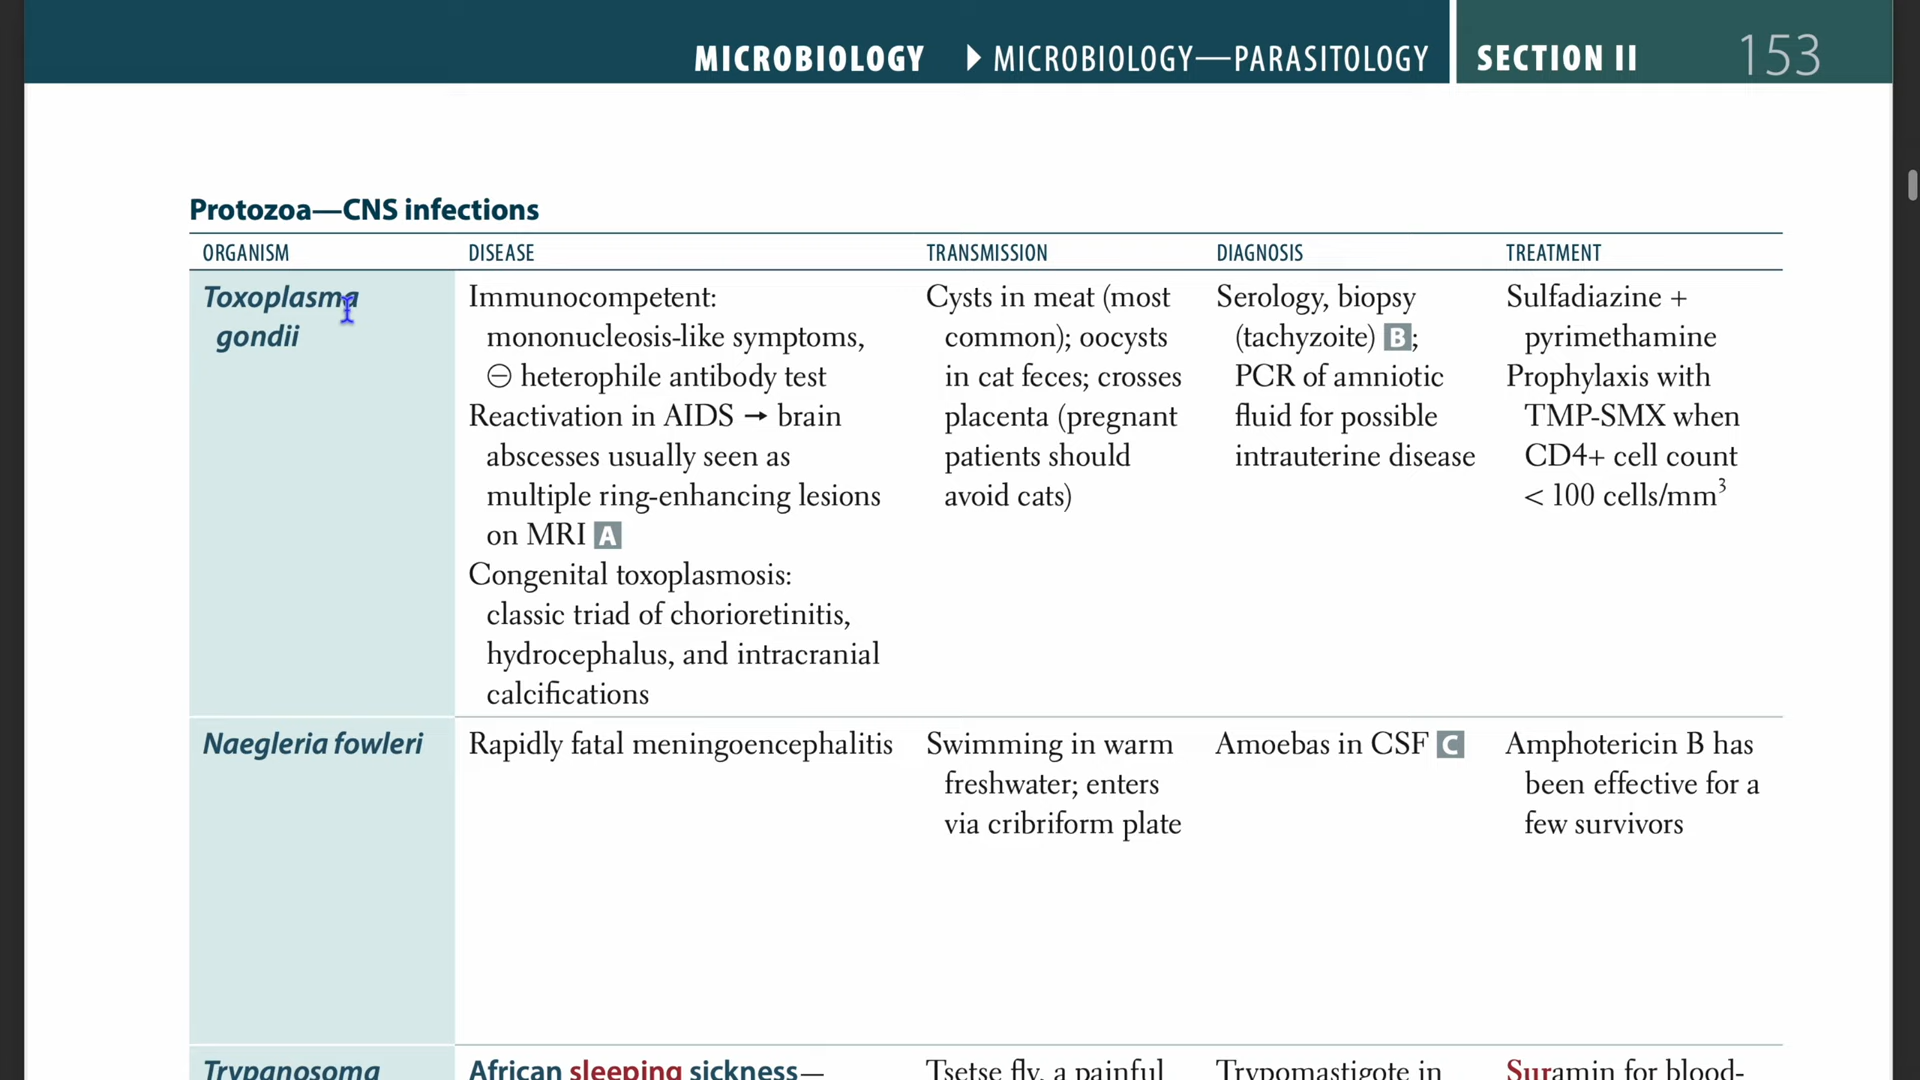 MICROBIOLOGY ▶ MICROBIOLOGY—PARASITOLOGY SECTION II 153
Protozoa—CNS infections
ORGANISM DISEASE TRANSMISSION DIAGNOSIS TREATMENT
Toxoplasma
gondii
Immunocompetent:
mononucleosis-like symptoms,
⊖ heterophile antibody test
Reactivation in AIDS → brain
abscesses usually seen as
multiple ring-enhancing lesions
on MRI A
Congenital toxoplasmosis:
classic triad of chorioretinitis,
hydrocephalus, and intracranial
calcifications
Cysts in meat (most
common); oocysts
in cat feces; crosses
placenta (pregnant
patients should
avoid cats)
Serology, biopsy
(tachyzoite) B;
PCR of amniotic
fluid for possible
intrauterine disease
Sulfadiazine +
pyrimethamine
Prophylaxis with
TMP-SMX when
CD4+ cell count
< 100 cells/mm³
Naegleria fowleri
Rapidly fatal meningoencephalitis
Swimming in warm
freshwater; enters
via cribriform plate
Amoebas in CSF C
Amphotericin B has
been effective for a
few survivors
Trypanosoma
African sleeping sickness—
Tsetse fly, a painful
Trypomastigote in
Suramin for blood-